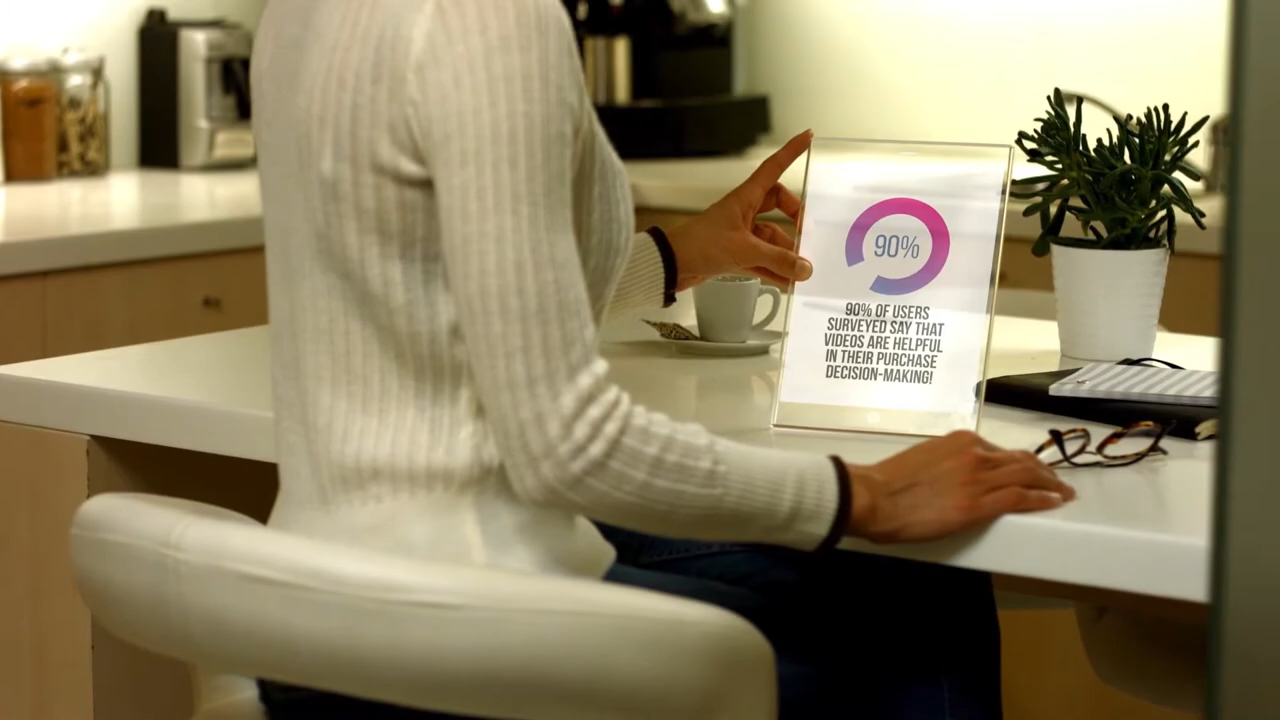 90%
90% OF USERS
SURVEYED SAY THAT
VIDEOS ARE HELPFUL
IN THEIR PURCHASE
DECISION-MAKING!